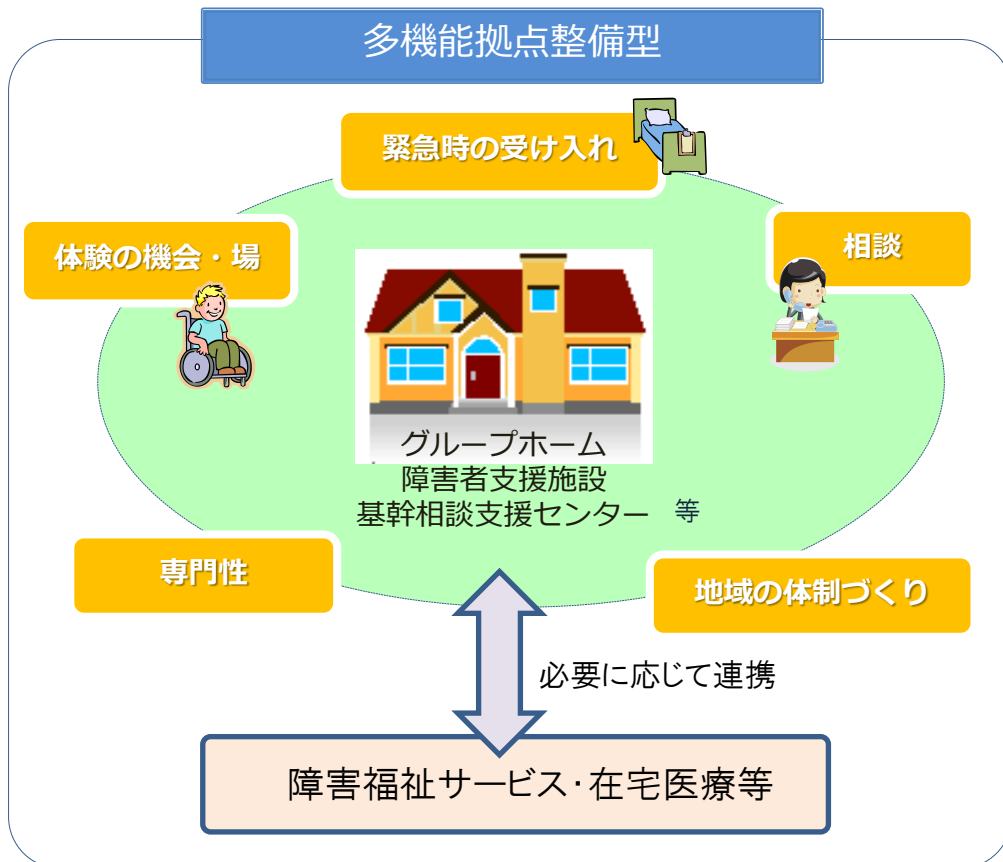 多機能拠点整備型
緊急時の受け入れ
体験の機会・場
相談
グループホーム
障害者支援施設
基幹相談支援センター 等
専門性
地域の体制づくり
必要に応じて連携
障害福祉サービス・在宅医療等